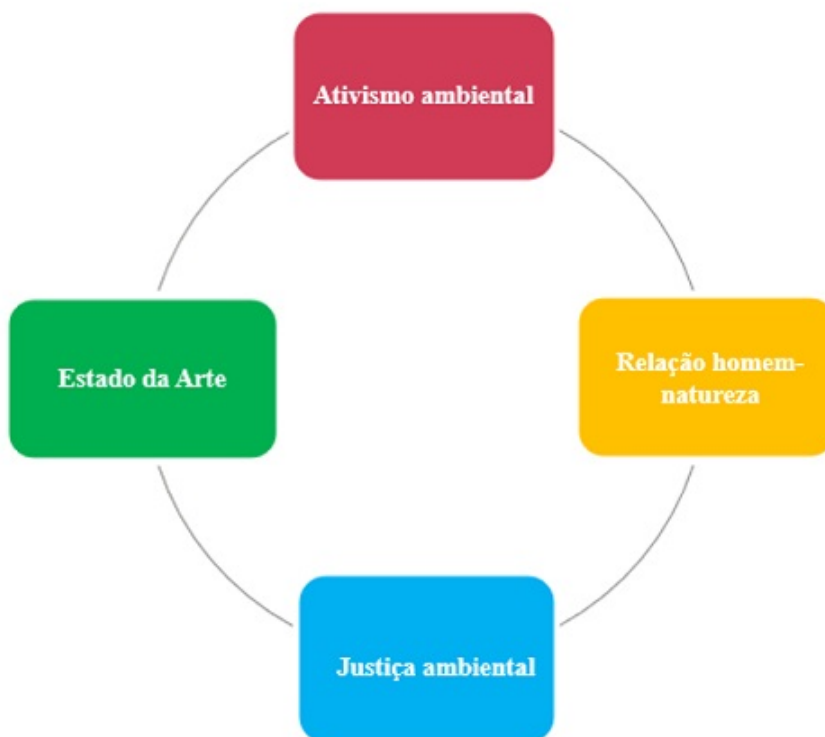 Ativismo ambiental
Estado da Arte
Relação homem-
natureza
Justiça ambiental